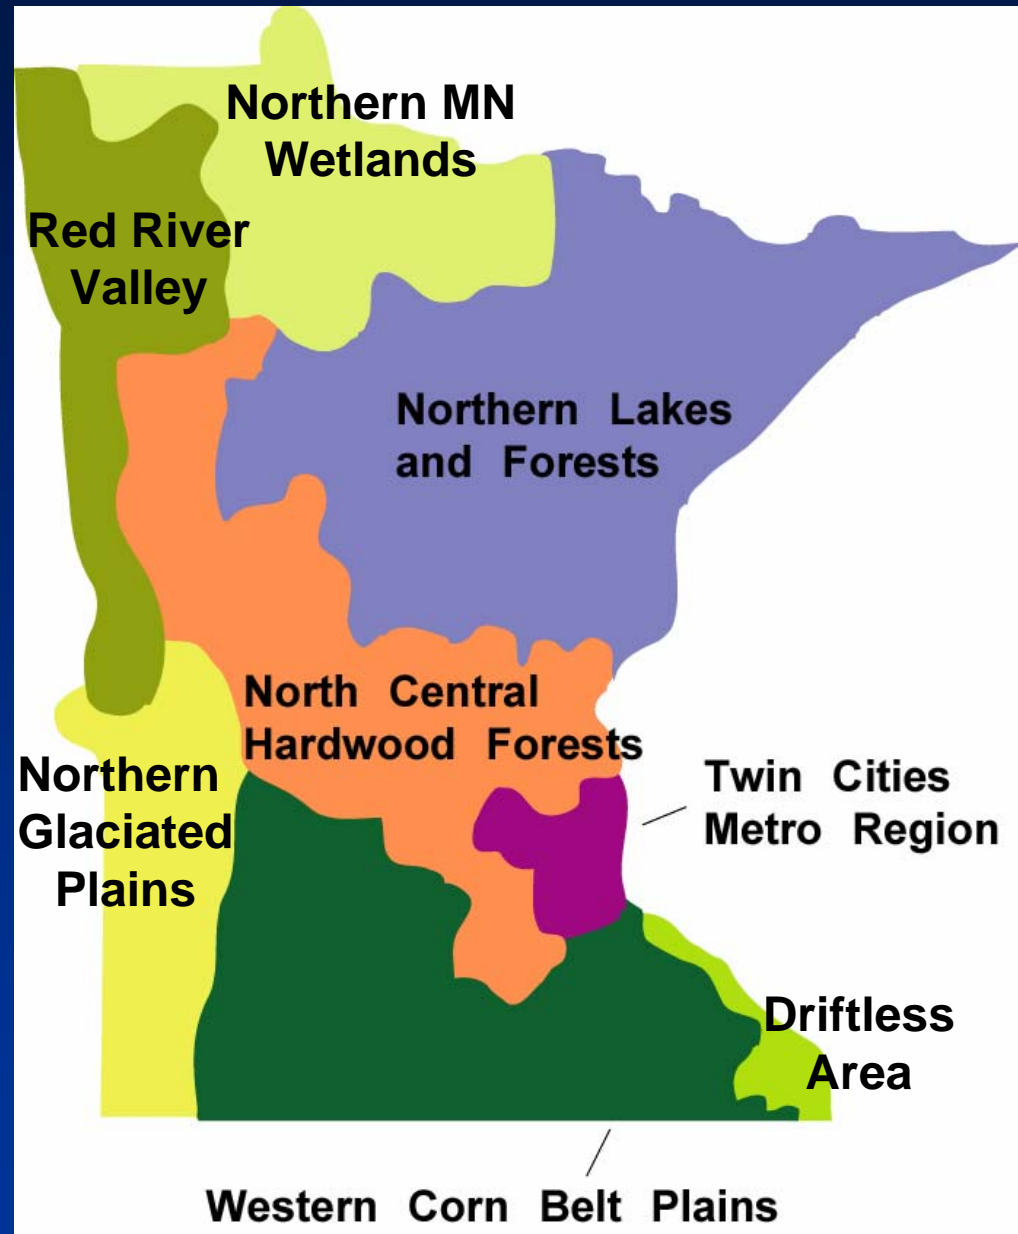 Northern MN
Wetlands
Red River
Valley
Northern Lakes
and Forests
North Central
Hardwood Forests
Northern
Glaciated
Plains
Twin Cities
Metro Region
Driftless
Area
Western Corn Belt Plains